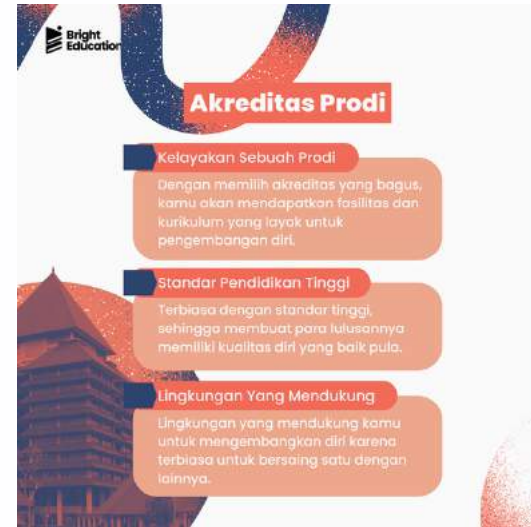 Bright
Education
Akreditas Prodi
Kelayakan Sebuah Prodi
Dengan memilih akreditas yang bagus,
kamu akan mendapatkan fasilitas dan
kurikulum yang layak untuk
pengembangan diri.
Standar Pendidikan Tinggi
Terbiasa dengan standar tinggi,
sehingga membuat para lulusannya
memiliki kualitas diri yang baik pula.
Lingkungan Yang Mendukung
Lingkungan yang mendukung kamu
untuk mengembangkan diri karena
terbiasa untuk bersaing satu dengan
lainnya.